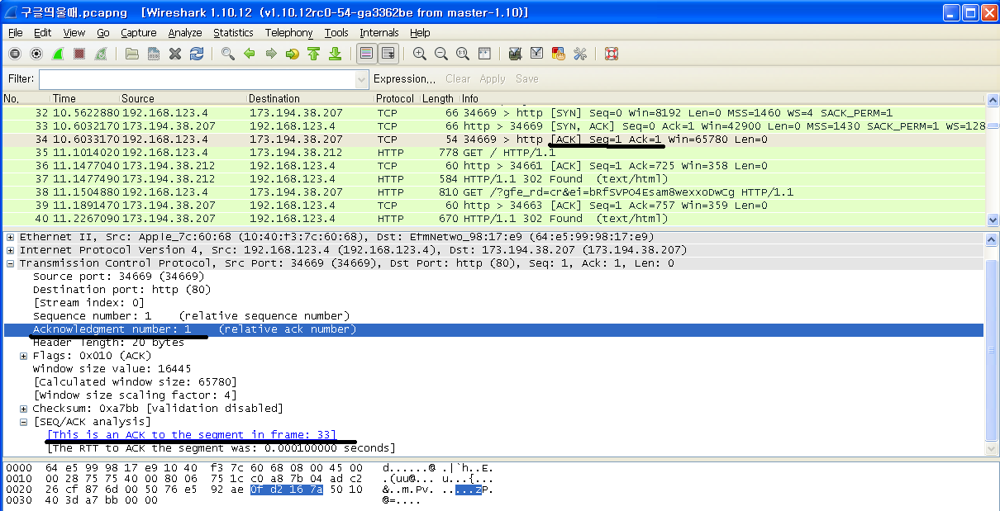 구글띄울때.pcapng [Wireshark 1.10.12 (v1.10.12rc0-54-ga3362be from master-1.10)]
File Edit View Go Capture Analyze Statistics Telephony Tools Internals Help
Filter: Expression... Clear Apply Save
No. Time Source Destination Protocol Length Info
32 10.5622880 192.168.123.4 173.194.38.207 TCP 66 34669 > http [SYN] Seq=0 Win=8192 Len=0 MSS=1460 WS=4 SACK_PERM=1
33 10.6032170 173.194.38.207 192.168.123.4 TCP 66 http > 34669 [SYN, ACK] Seq=0 Ack=1 Win=42900 Len=0 MSS=1430 SACK_PERM=1 WS=128
34 10.6033170 192.168.123.4 173.194.38.207 TCP 54 34669 > http [ACK] Seq=1 Ack=1 Win=65780 Len=0
35 11.1014020 192.168.123.4 173.194.38.212 HTTP 778 GET / HTTP/1.1
36 11.1477040 173.194.38.212 192.168.123.4 TCP 60 http > 34661 [ACK] Seq=1 Ack=725 Win=358 Len=0
37 11.1477490 173.194.38.212 192.168.123.4 HTTP 584 HTTP/1.1 302 Found (text/html)
38 11.1504880 192.168.123.4 173.194.38.207 HTTP 810 GET /?gfe_rd=cr&ei=bRfSVPO4Esam8wexxoDwCg HTTP/1.1
39 11.1891470 173.194.38.207 192.168.123.4 TCP 60 http > 34663 [ACK] Seq=1 Ack=757 Win=359 Len=0
40 11.2267090 173.194.38.207 192.168.123.4 HTTP 670 HTTP/1.1 302 Found (text/html)
Ethernet II, Src: Apple_7c:60:68 (10:40:f3:7c:60:68), Dst: EfmNetwo_98:17:e9 (64:e5:99:98:17:e9)
Internet Protocol Version 4, Src: 192.168.123.4 (192.168.123.4), Dst: 173.194.38.207 (173.194.38.207)
Transmission Control Protocol, Src Port: 34669 (34669), Dst Port: http (80), Seq: 1, Ack: 1, Len: 0
Source port: 34669 (34669)
Destination port: http (80)
[Stream index: 0]
Sequence number: 1 (relative sequence number)
Acknowledgment number: 1 (relative ack number)
Header length: 20 bytes
Flags: 0x010 (ACK)
Window size value: 16445
[Calculated window size: 65780]
[Window size scaling factor: 4]
Checksum: 0xa7bb [validation disabled]
[SEQ/ACK analysis]
[This is an ACK to the segment in frame: 33]
[The RTT to ACK the segment was: 0.000100000 seconds]
0000 64 e5 99 98 17 e9 10 40 f3 7c 60 68 08 00 45 00 d......@ .|`h..E.
0010 00 28 75 75 40 00 80 06 75 1c c0 a8 7b 04 ad c2 .(uu@... u...{...
0020 26 cf 87 6d 00 50 76 e5 92 ae 0f d2 16 7a 50 10 &..m.Pv. .....zP.
0030 40 3d a7 bb 00 00 @=....